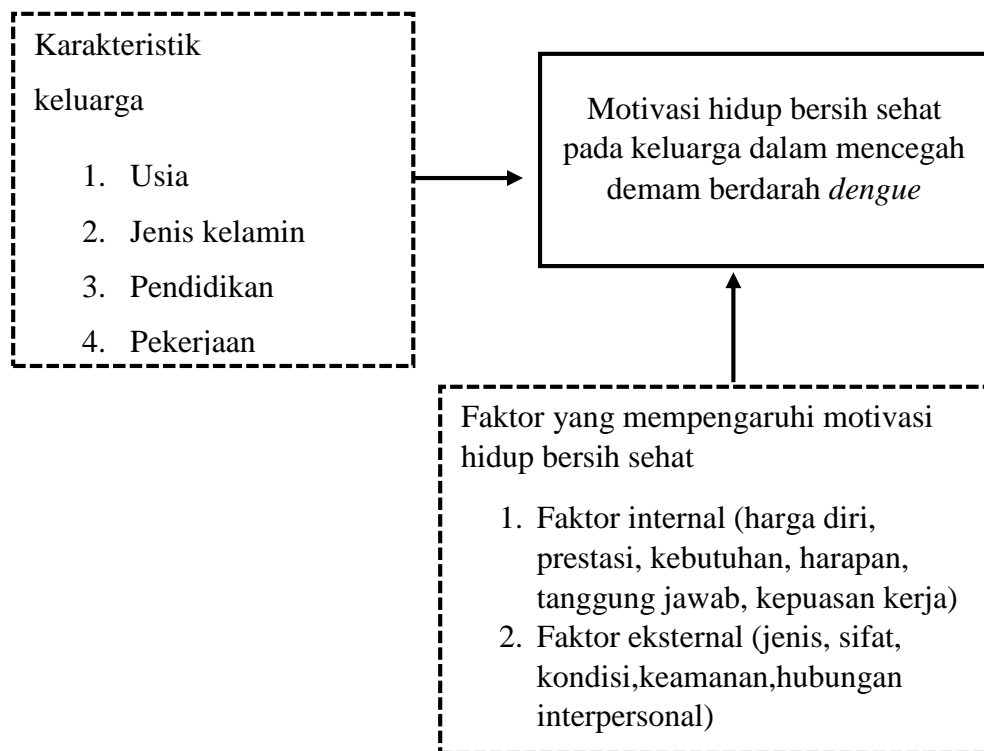 Karakteristik
keluarga
1. Usia
2. Jenis kelamin
3. Pendidikan
4. Pekerjaan
Motivasi hidup bersih sehat
pada keluarga dalam mencegah
demam berdarah dengue
Faktor yang mempengaruhi motivasi
hidup bersih sehat
1. Faktor internal (harga diri,
prestasi, kebutuhan, harapan,
tanggung jawab, kepuasan kerja)
2. Faktor eksternal (jenis, sifat,
kondisi,keamanan,hubungan
interpersonal)